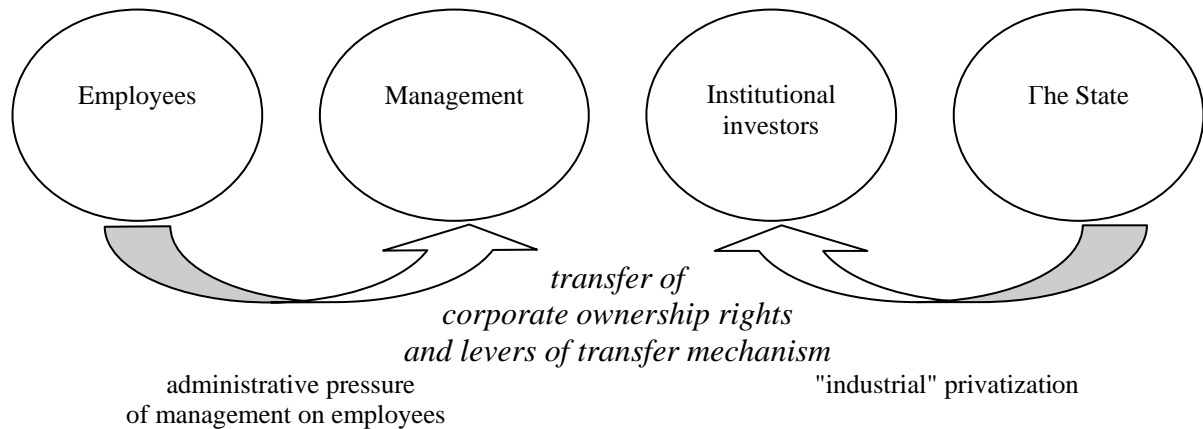 Employees
Management
Institutional
investors
Гhe State
transfer of
corporate ownership rights
and levers of transfer mechanism
administrative pressure
of management on employees
"industrial" privatization